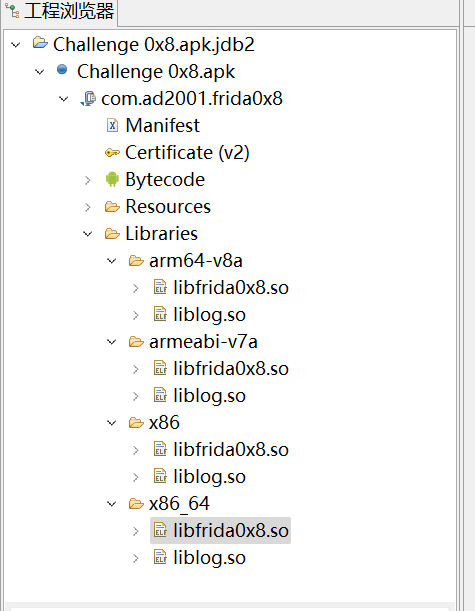 工程浏览器
Challenge 0x8.apk.jdb2
Challenge 0x8.apk
com.ad2001.frida0x8
Manifest
Certificate (v2)
Bytecode
Resources
Libraries
arm64-v8a
libfrida0x8.so
liblog.so
armeabi-v7a
libfrida0x8.so
liblog.so
x86
libfrida0x8.so
liblog.so
x86_64
libfrida0x8.so
liblog.so